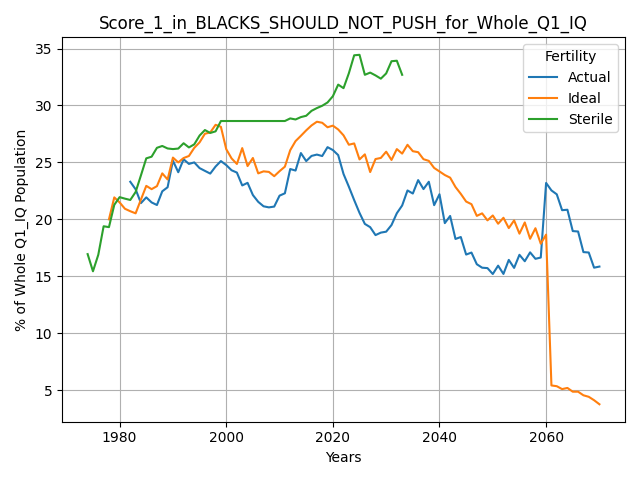 Score_1_in_BLACKS_SHOULD_NOT_PUSH_for_Whole_Q1_IQ
% of Whole Q1_IQ Population
35
30
25
20
15
10
5
Fertility
Actual
Ideal
Sterile
1980 2000 2020 2040 2060
Years